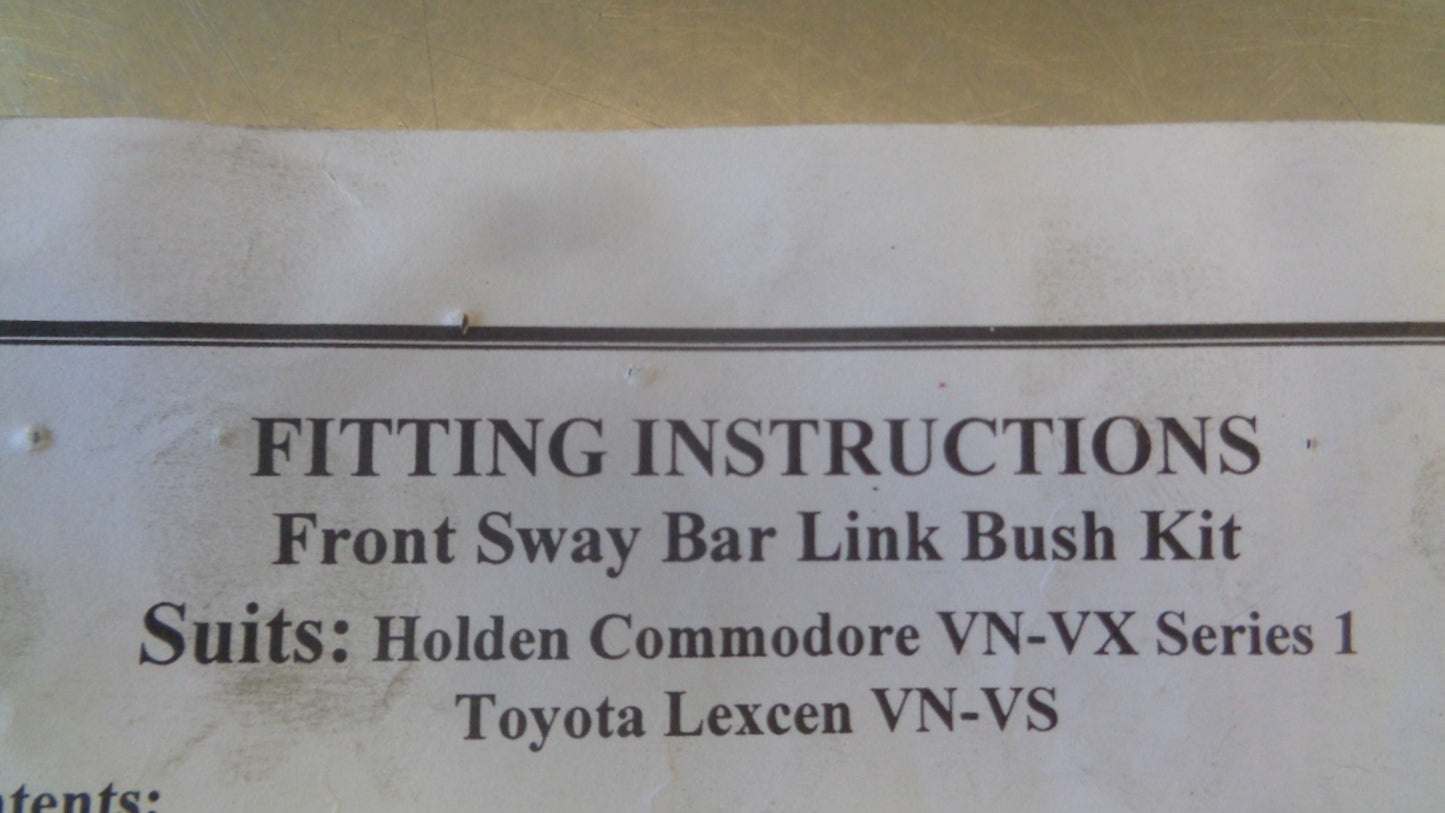 FITTING INSTRUCTIONS
Front Sway Bar Link Bush Kit
Suits: Holden Commodore VN-VX Series 1
Toyota Lexcen VN-VS